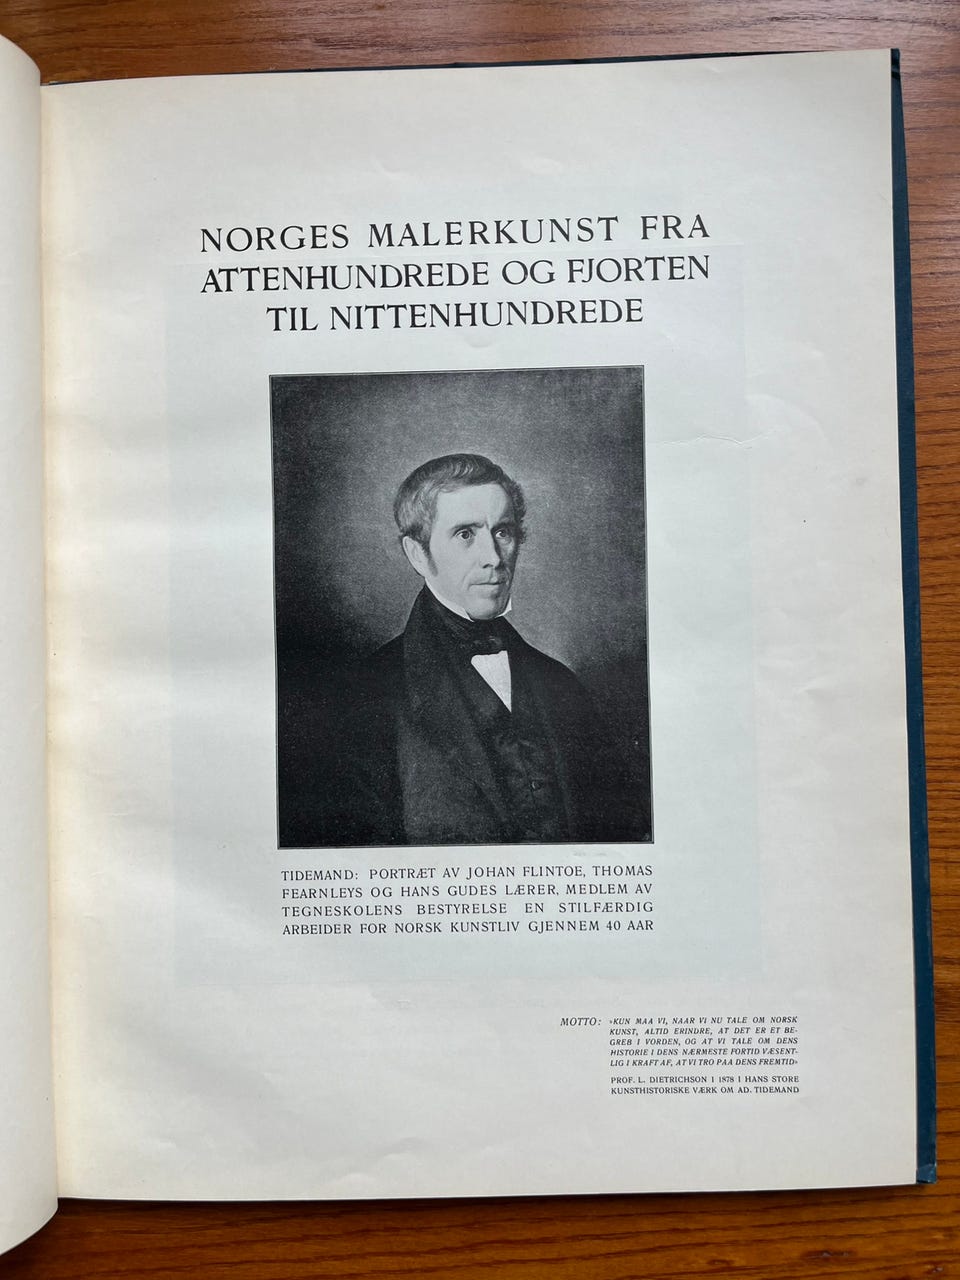 NORGES MALERKUNST FRA
ATTENHUNDREDE OG FJORTEN
TIL NITTENHUNDREDE
TIDEMAND: PORTRÆT AV JOHAN FLINTOE, THOMAS
FEARNLEYS OG HANS GUDES LÆRER, MEDLEM AV
TEGNESKOLENS BESTYRELSE EN STILFÆRDIG
ARBEIDER FOR NORSK KUNSTLIV GJENNEM 40 AAR
MOTTO: »KUN MAA VI, NAAR VI NU TALE OM NORSK
KUNST, ALTID ERINDRE, AT DET ER ET BE-
GREB I VORDEN, OG AT VI TALE OM DENS
HISTORIE I DENS NÆRMESTE FORTID VÆSENT-
LIG I KRAFT AF, AT VI TRO PAA DENS FREMTID»
PROF. L. DIETRICHSON I 1878 I HANS STORE
KUNSTHISTORISKE VÆRK OM AD. TIDEMAND